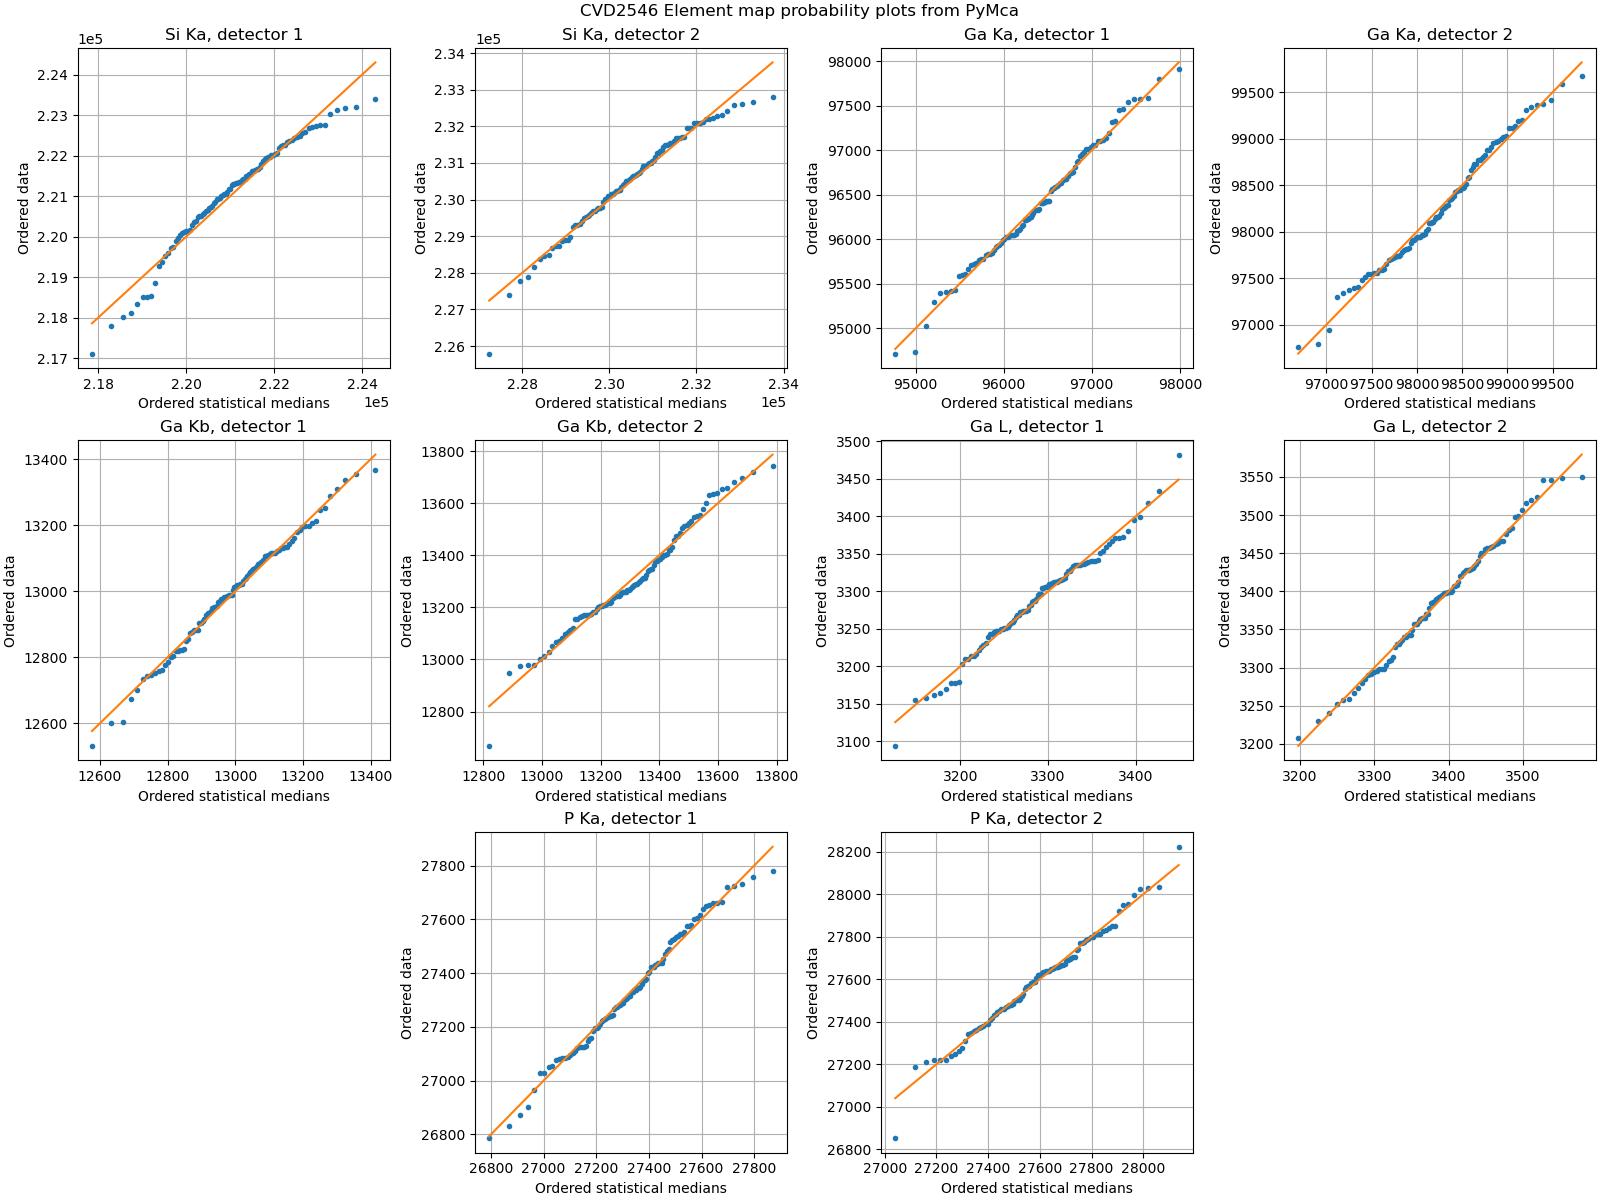 CVD2546 Element map probability plots from PyMca
Si Ka, detector 1
1e5
2.24
2.23
2.22
2.21
2.20
2.19
2.18
2.17
Ordered data
2.18 2.20 2.22 2.24
1e5
Ordered statistical medians
Si Ka, detector 2
1e5
2.34
2.33
2.32
2.31
2.30
2.29
2.28
2.27
2.26
Ordered data
2.28 2.30 2.32 2.34
1e5
Ordered statistical medians
Ga Ka, detector 1
98000
97500
97000
96500
96000
95500
95000
Ordered data
95000 96000 97000 98000
Ordered statistical medians
Ga Ka, detector 2
99500
99000
98500
98000
97500
97000
Ordered data
97000 97500 98000 98500 99000 99500
Ordered statistical medians
Ga Kb, detector 1
13400
13200
13000
12800
12600
Ordered data
12600 12800 13000 13200 13400
Ordered statistical medians
Ga Kb, detector 2
13800
13600
13400
13200
13000
12800
Ordered data
12800 13000 13200 13400 13600 13800
Ordered statistical medians
Ga L, detector 1
3500
3450
3400
3350
3300
3250
3200
3150
3100
Ordered data
3200 3300 3400
Ordered statistical medians
Ga L, detector 2
3550
3500
3450
3400
3350
3300
3250
3200
Ordered data
3200 3300 3400 3500
Ordered statistical medians
P Ka, detector 1
27800
27600
27400
27200
27000
26800
Ordered data
26800 27000 27200 27400 27600 27800
Ordered statistical medians
P Ka, detector 2
28200
28000
27800
27600
27400
27200
27000
26800
Ordered data
27000 27200 27400 27600 27800 28000
Ordered statistical medians